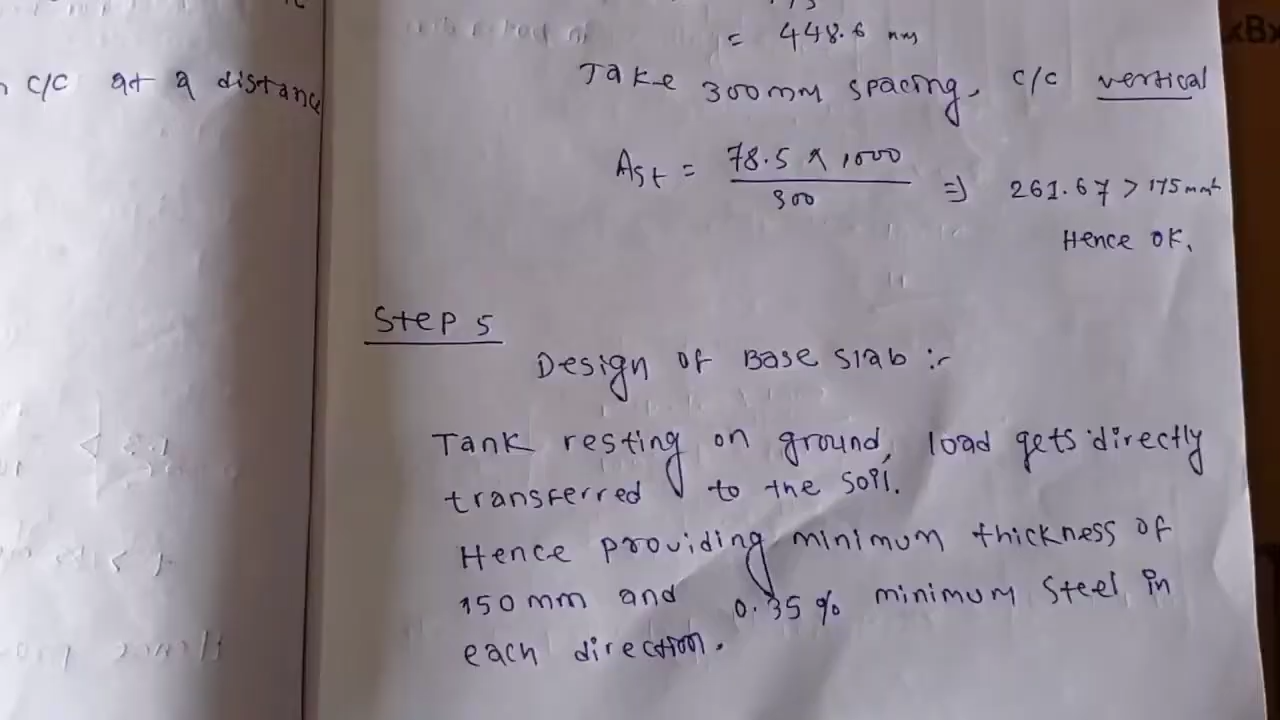 c/c at a distance
= 448.6 mm
Take 300mm spacing, c/c vertical
Ast = 78.5 x 1000 / 300 => 261.67 > 175 mm²
Hence OK.
Step 5
Design of Base slab :-
Tank resting on ground, load gets directly
transferred to the soil.
Hence providing minimum thickness of
150 mm and 0.35 % minimum steel in
each direction.